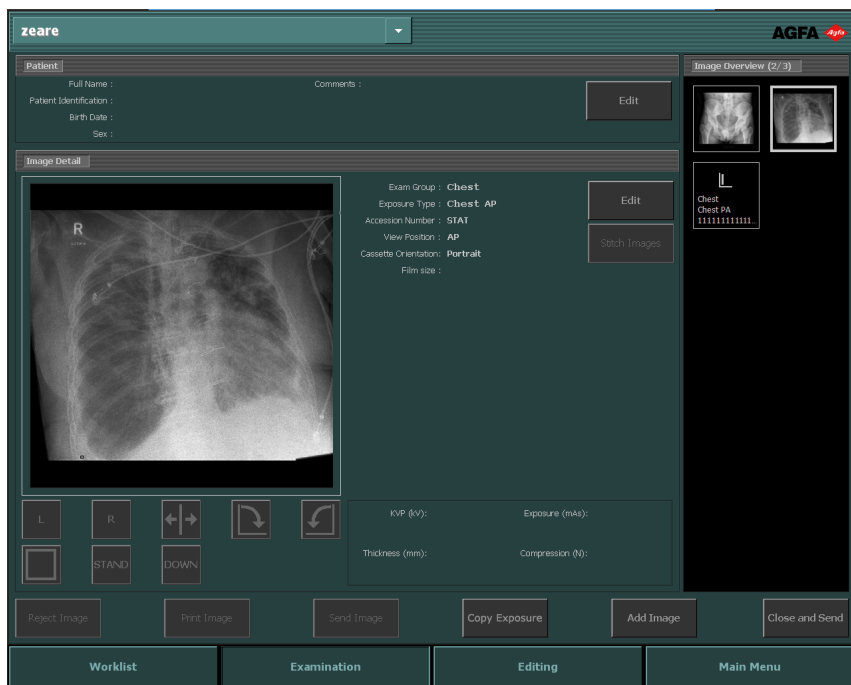 zeare
AGFA Agfa
Patient
Image Overview (2/3)
Full Name :
Comments :
Patient Identification :
Edit
Birth Date :
Sex :
Image Detail
Exam Group : Chest
Exposure Type : Chest AP
Edit
Accession Number : STAT
View Position : AP
Cassette Orientation: Portrait
Film size :
Stitch Images
R
L
Chest
Chest PA
111111111111...
L
R
KVP (kV):
Exposure (mAs):
STAND
DOWN
Thickness (mm):
Compression (N):
Reject Image
Print Image
Send Image
Copy Exposure
Add Image
Close and Send
Worklist
Examination
Editing
Main Menu